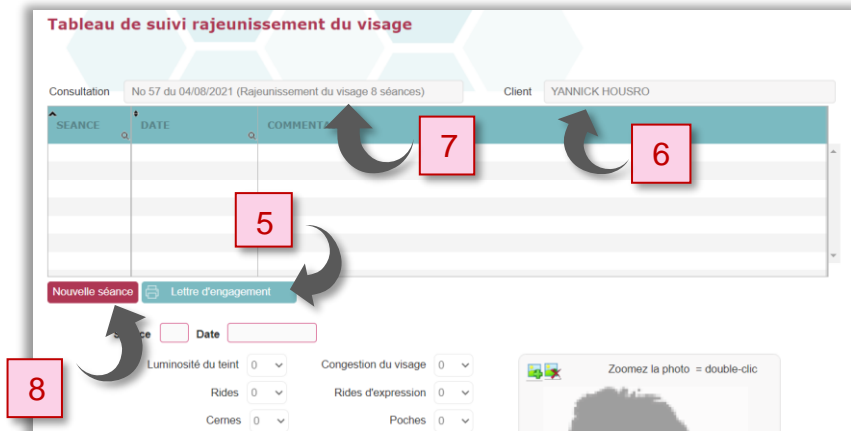 Tableau de suivi rajeunissement du visage
Consultation No 57 du 04/08/2021 (Rajeunissement du visage 8 séances) Client YANNICK HOUSRO
SEANCE DATE
7
6
5
Nouvelle séance Lettre d'engagement
Date
Luminosité du teint 0 Congestion du visage 0 Zoomez la photo = double-clic
8
Rides 0 Rides d'expression 0
Cernes 0 Poches 0